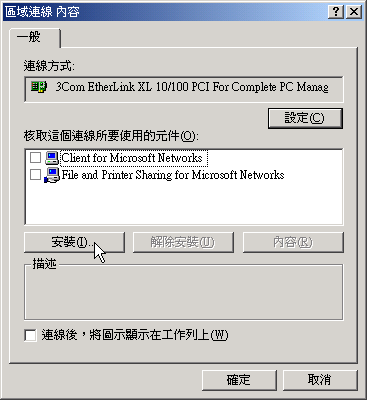 區域連線 內容
一般
連線方式:
3Com EtherLink XL 10/100 PCI For Complete PC Manag
設定(C)
核取這個連線所要使用的元件(O):
Client for Microsoft Networks
File and Printer Sharing for Microsoft Networks
安裝(I)... 解除安裝(U) 內容(R)
描述
連線後，將圖示顯示在工作列上(W)
確定 取消